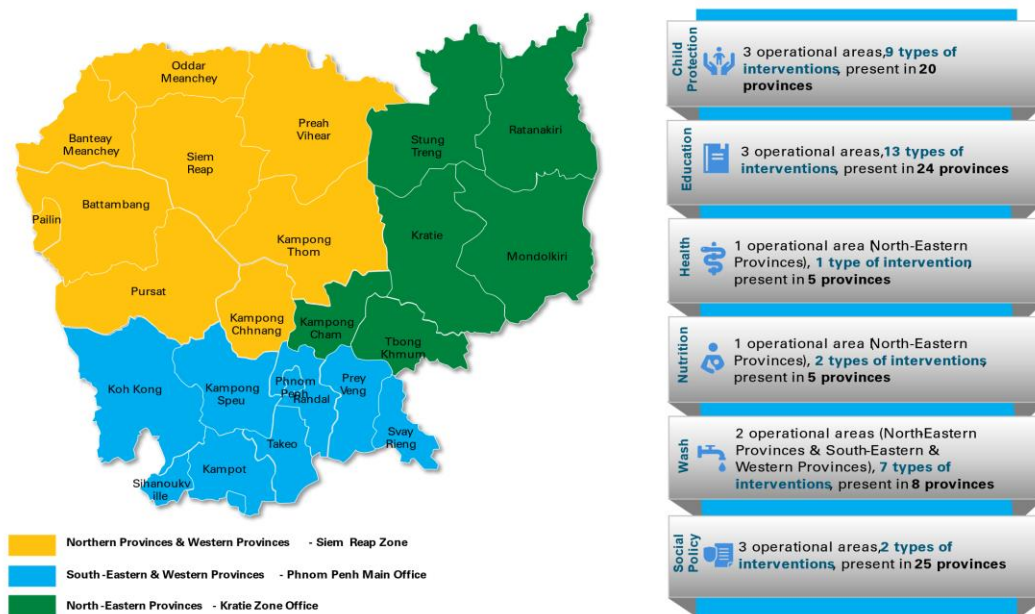 Oddar
Meanchey
Banteay
Meanchey
Siem
Reap
Preah
Vihear
Stung
Treng
Ratanakiri
Pailin
Battambang
Kampong
Thom
Kratie
Mondolkiri
Pursat
Kampong
Chhnang
Kampong
Cham
Tbong
Khmum
Koh Kong
Kampong
Speu
Phnom
Penh
Randal
Prey
Veng
Svay
Rieng
Takeo
Kampot
Sihanoukv
ille
Northern Provinces & Western Provinces - Siem Reap Zone
South-Eastern & Western Provinces - Phnom Penh Main Office
North-Eastern Provinces - Kratie Zone Office
Child
Protection
3 operational areas, 9 types of
interventions, present in 20
provinces
Education
3 operational areas, 13 types of
interventions, present in 24 provinces
Health
1 operational area North-Eastern
Provinces), 1 type of intervention,
present in 5 provinces
Nutrition
1 operational area North-Eastern
Provinces), 2 types of interventions,
present in 5 provinces
Wash
2 operational areas (North-Eastern
Provinces & South-Eastern &
Western Provinces), 7 types of
interventions, present in 8 provinces
Social
Policy
3 operational areas, 2 types of
interventions, present in 25 provinces